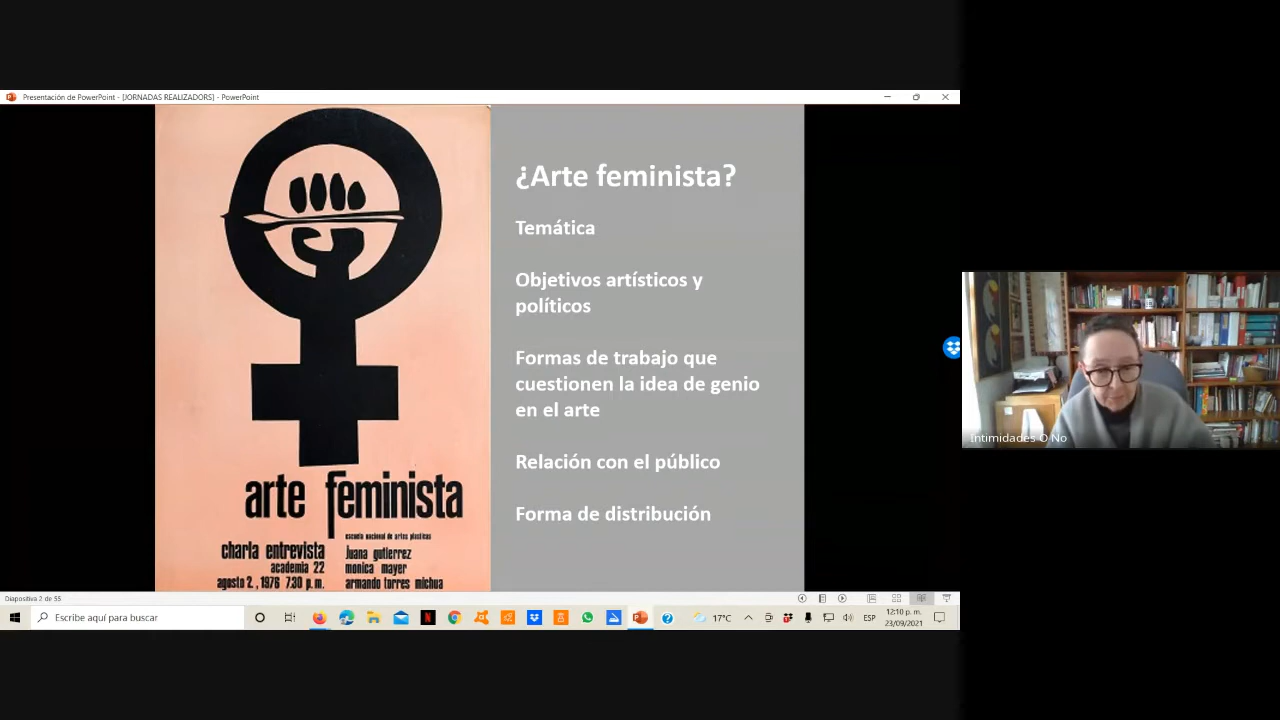 Presentación de PowerPoint - [JORNADAS REALIZADORS] - PowerPoint
¿Arte feminista?
Temática
Objetivos artísticos y
políticos
Formas de trabajo que
cuestionen la idea de genio
en el arte
Relación con el público
Forma de distribución
arte feminista
escuela nacional de artes plasticas
charla entrevista
academia 22
agosto 2, 1976 7.30 p.m.
juana gutierrez
monica mayer
armando torres michua
Intimidades O No
Diapositiva 2 de 55
Escribe aquí para buscar
17°C
ESP
12:10 p. m.
23/09/2021